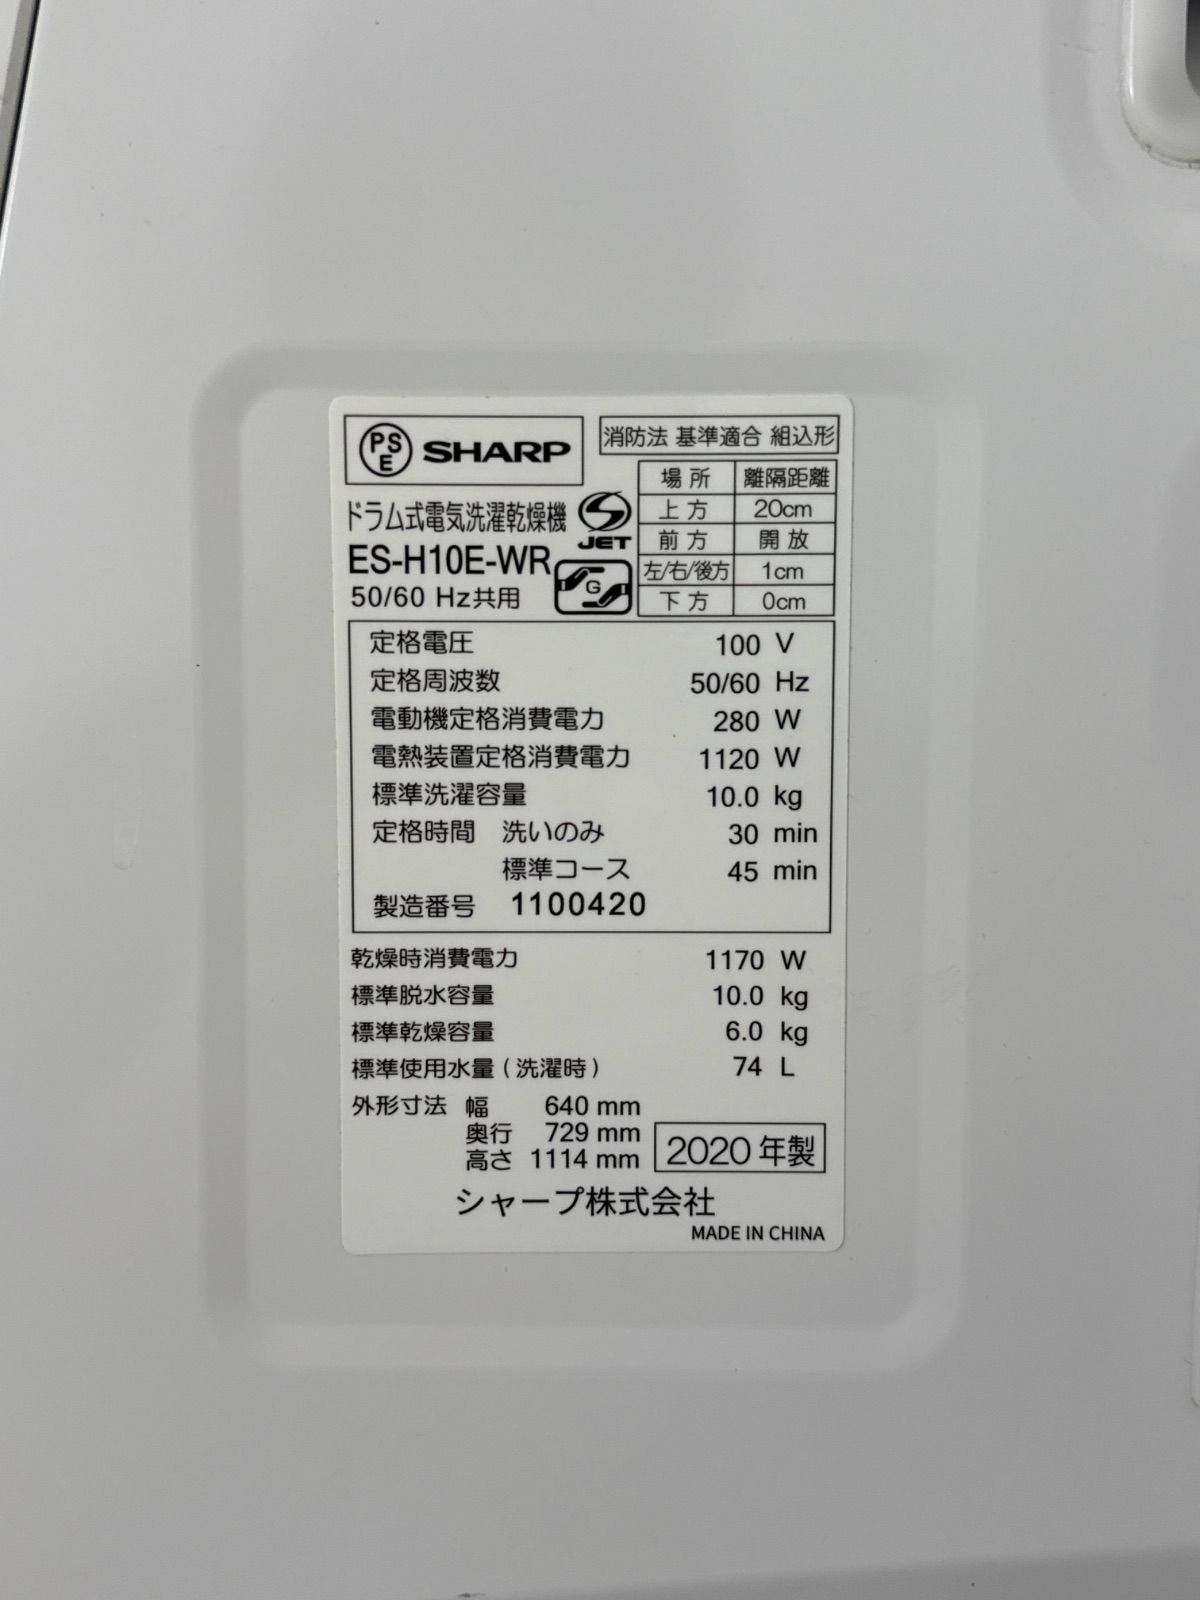 PSE SHARP
消防法 基準適合 組込形
場所 離隔距離
上方 20cm
前方 開放
左/右/後方 1cm
下方 0cm
ドラム式電気洗濯乾燥機
S JET
ES-H10E-WR
G
50/60 Hz共用
定格電圧 100 V
定格周波数 50/60 Hz
電動機定格消費電力 280 W
電熱装置定格消費電力 1120 W
標準洗濯容量 10.0 kg
定格時間 洗いのみ 30 min
標準コース 45 min
製造番号 1100420
乾燥時消費電力 1170 W
標準脱水容量 10.0 kg
標準乾燥容量 6.0 kg
標準使用水量(洗濯時) 74 L
外形寸法 幅 640 mm
奥行 729 mm
高さ 1114 mm
2020年製
シャープ株式会社
MADE IN CHINA